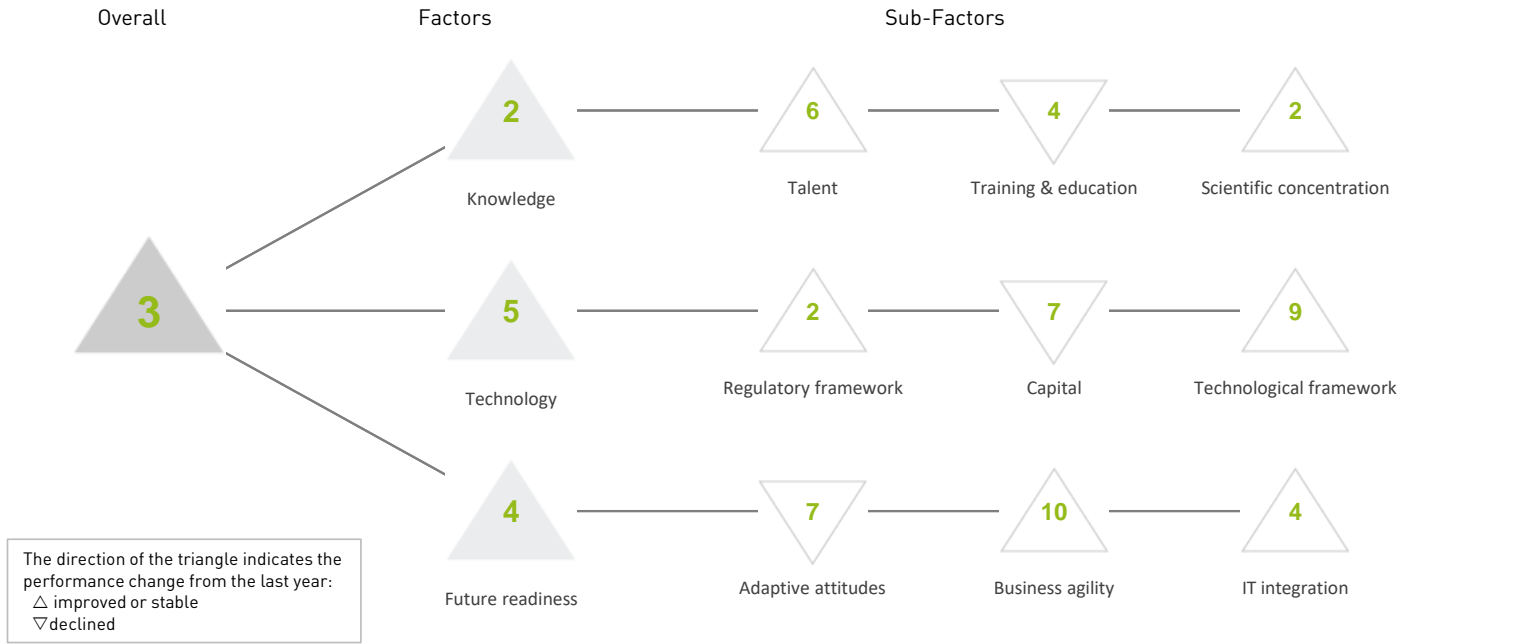 Overall
Factors
Sub-Factors
2
6
4
2
Knowledge
Talent
Training & education
Scientific concentration
3
5
2
7
9
Technology
Regulatory framework
Capital
Technological framework
4
7
10
4
Future readiness
Adaptive attitudes
Business agility
IT integration
The direction of the triangle indicates the
performance change from the last year:
△ improved or stable
▽declined